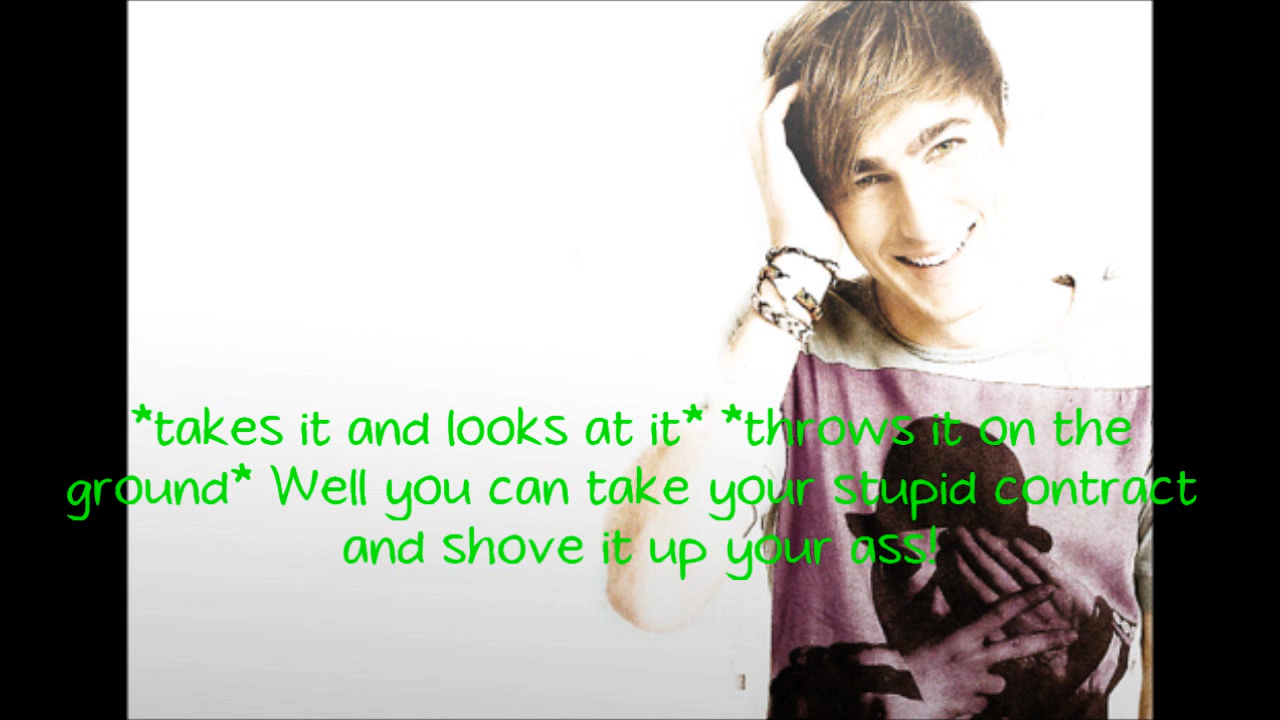 *takes it and looks at it* *throws it on the
ground* Well you can take your stupid contract
and shove it up your ass!